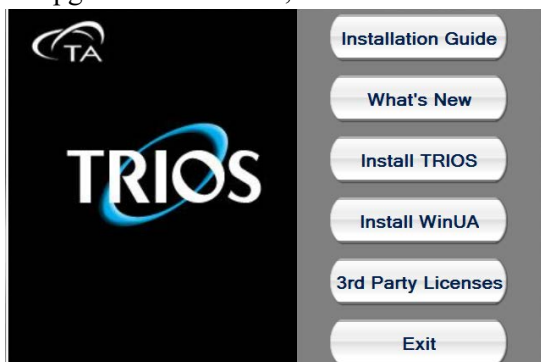 TA
TRIOS
Installation Guide
What's New
Install TRIOS
Install WinUA
3rd Party Licenses
Exit